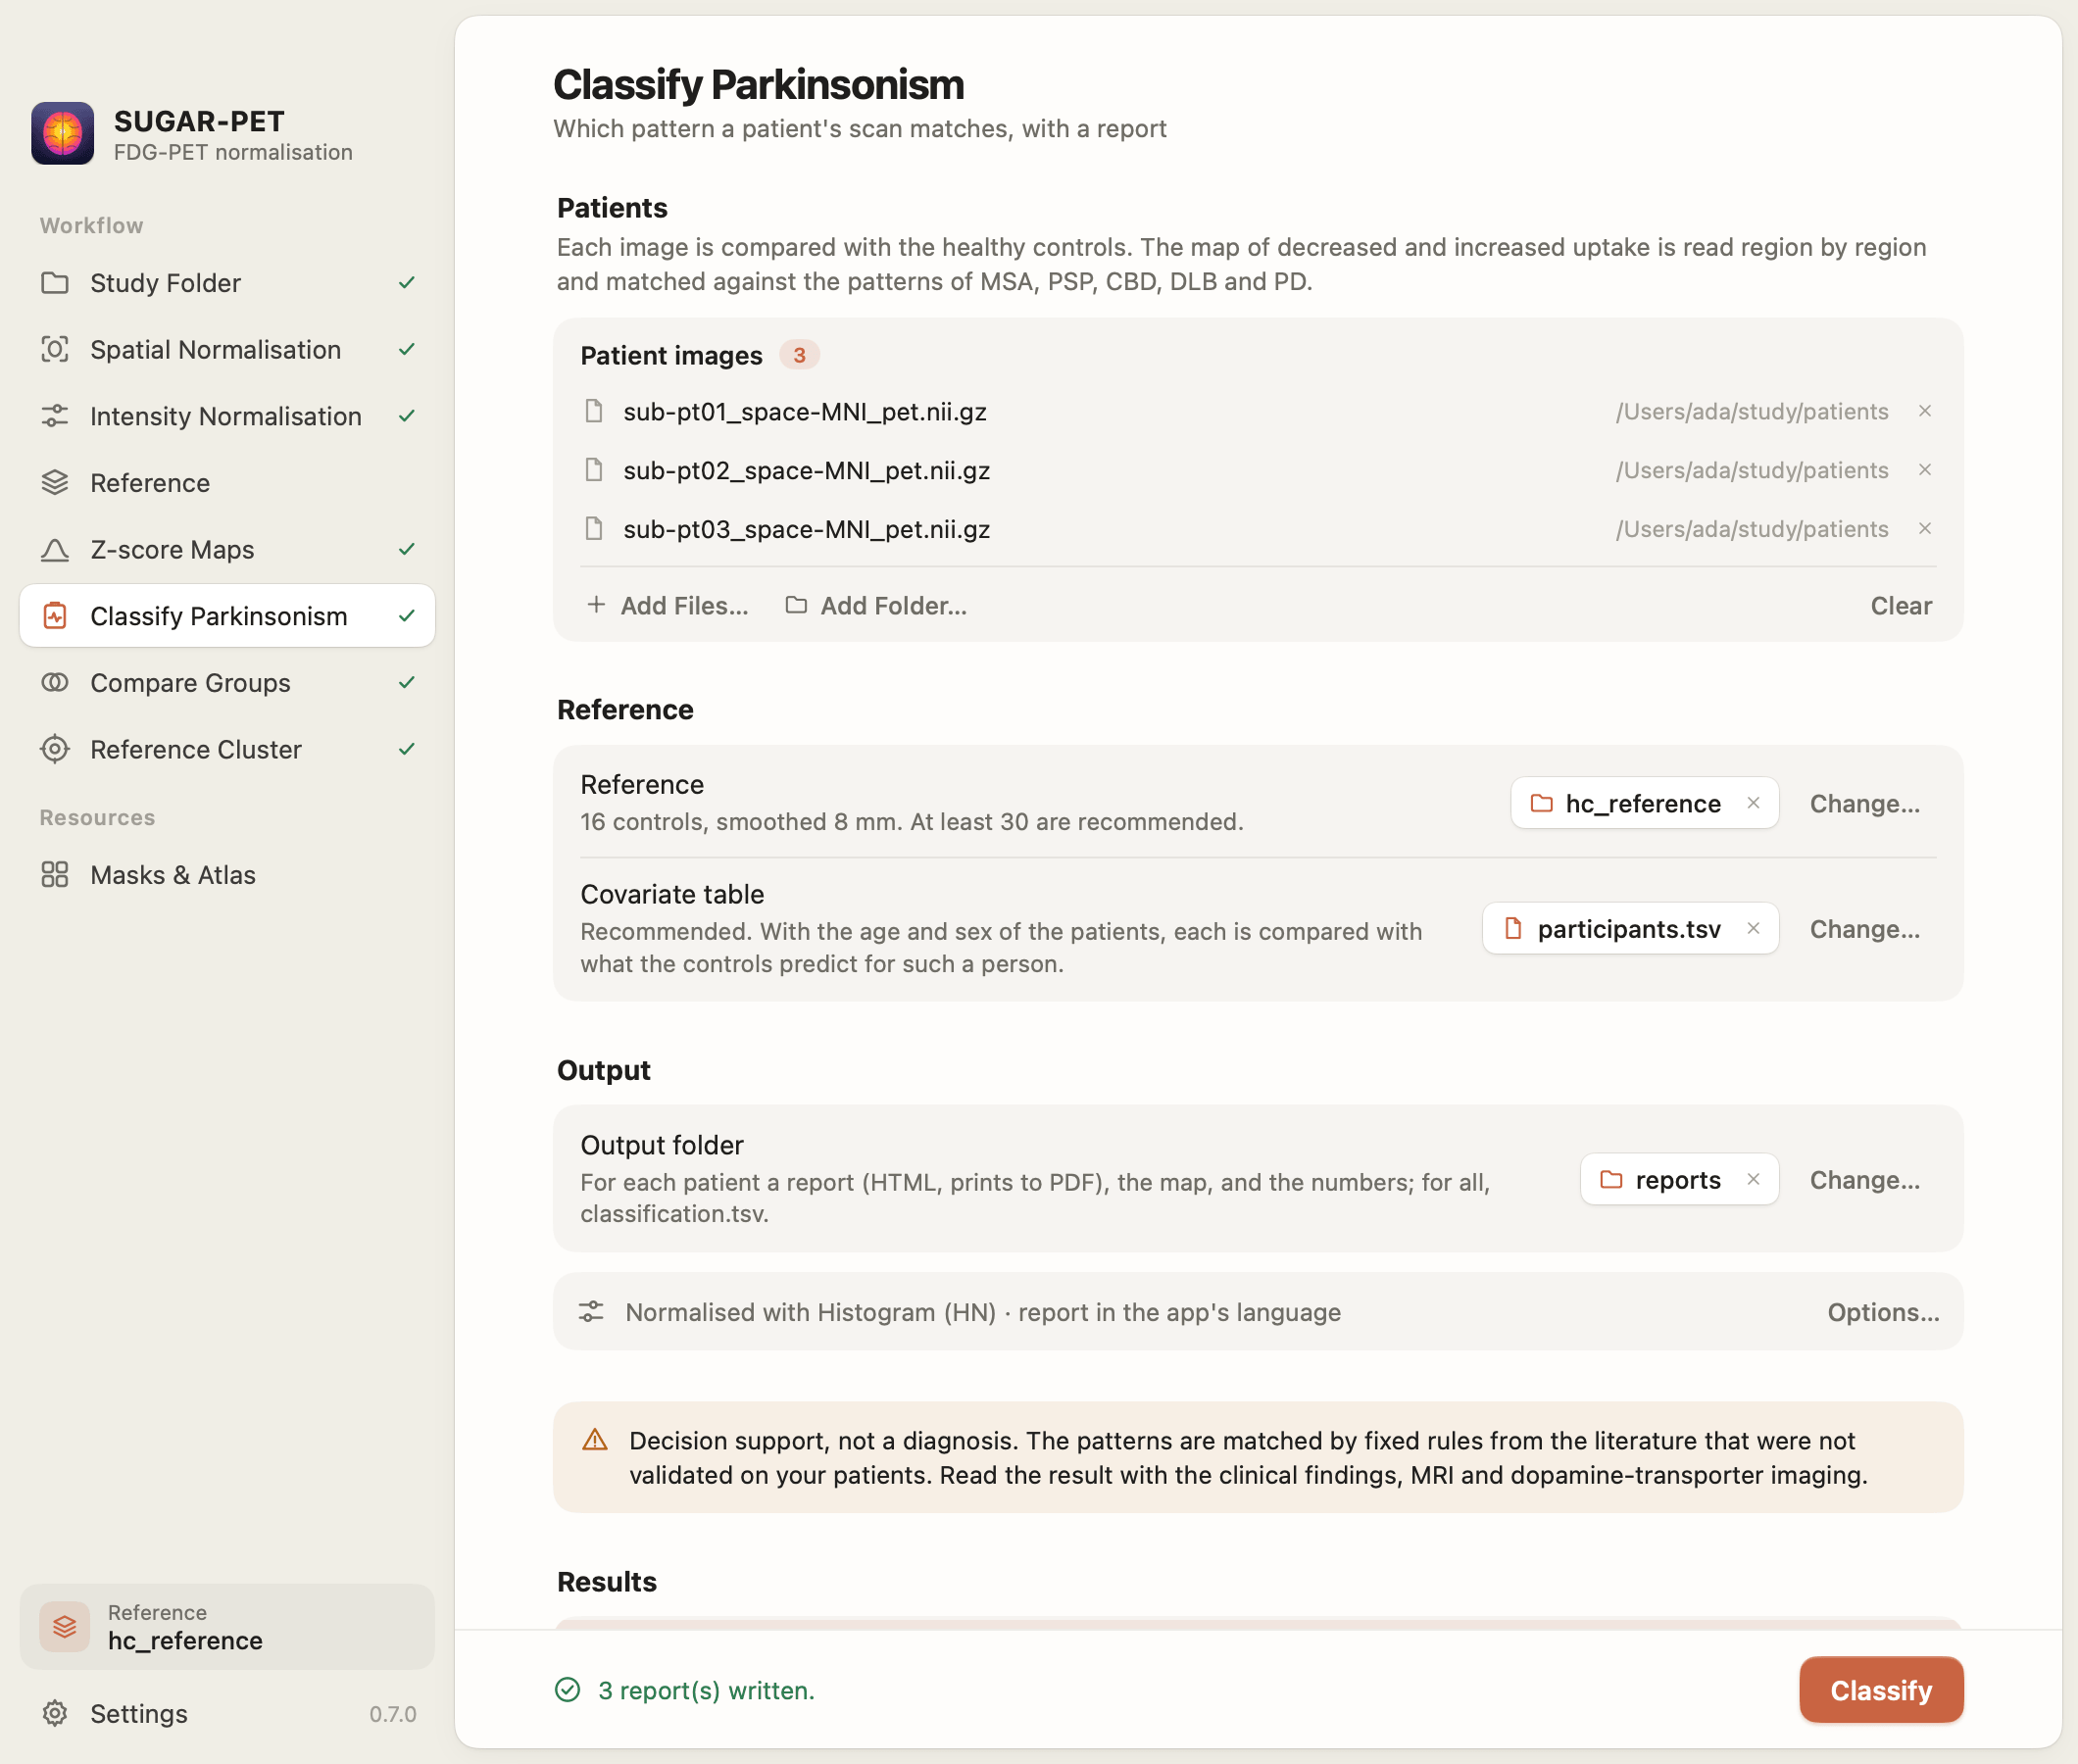 SUGAR-PET
FDG-PET normalisation
Workflow
Study Folder
Spatial Normalisation
Intensity Normalisation
Reference
Z-score Maps
Classify Parkinsonism
Compare Groups
Reference Cluster
Resources
Masks & Atlas
Reference
hc_reference
Settings
0.7.0
Classify Parkinsonism
Which pattern a patient's scan matches, with a report
Patients
Each image is compared with the healthy controls. The map of decreased and increased uptake is read region by region
and matched against the patterns of MSA, PSP, CBD, DLB and PD.
Patient images 3
sub-pt01_space-MNI_pet.nii.gz /Users/ada/study/patients
sub-pt02_space-MNI_pet.nii.gz /Users/ada/study/patients
sub-pt03_space-MNI_pet.nii.gz /Users/ada/study/patients
Add Files... Add Folder... Clear
Reference
Reference
16 controls, smoothed 8 mm. At least 30 are recommended.
hc_reference Change...
Covariate table
Recommended. With the age and sex of the patients, each is compared with
what the controls predict for such a person.
participants.tsv Change...
Output
Output folder
For each patient a report (HTML, prints to PDF), the map, and the numbers; for all,
classification.tsv.
reports Change...
Normalised with Histogram (HN) · report in the app's language Options...
Decision support, not a diagnosis. The patterns are matched by fixed rules from the literature that were not
validated on your patients. Read the result with the clinical findings, MRI and dopamine-transporter imaging.
Results
3 report(s) written.
Classify